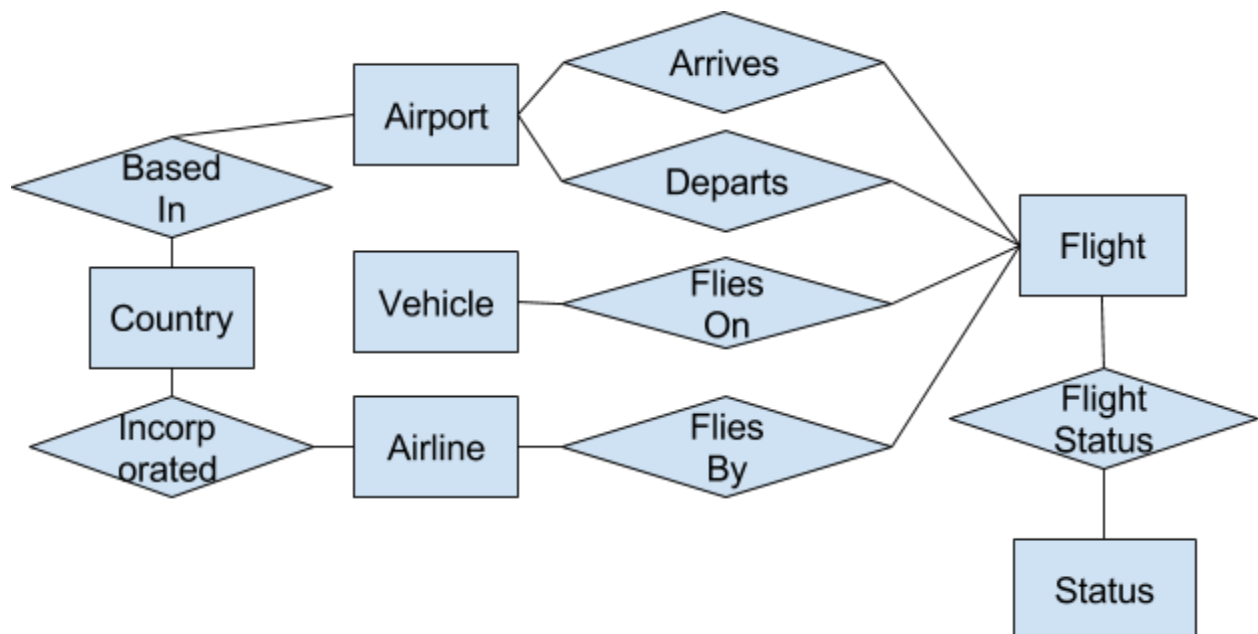 Arrives
Airport
Based
In
Departs
Flight
Vehicle
Flies
On
Country
Incorp
orated
Airline
Flies
By
Flight
Status
Status